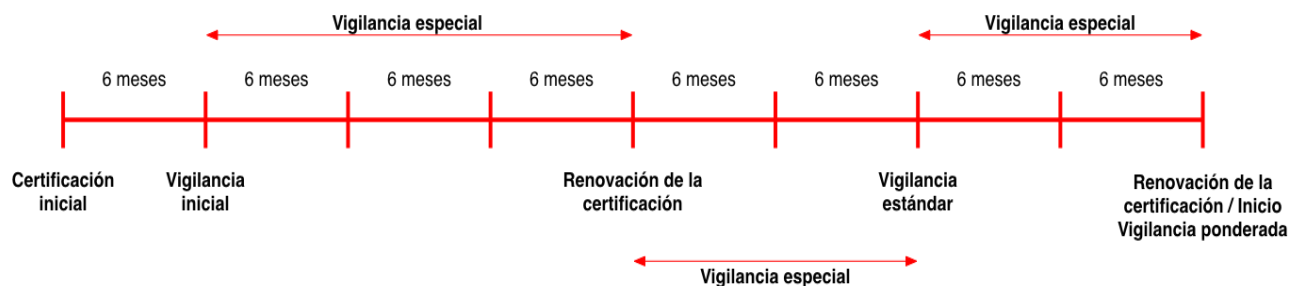 Vigilancia especial
Vigilancia especial
6 meses
6 meses
6 meses
6 meses
6 meses
6 meses
6 meses
6 meses
Certificación
inicial
Vigilancia
inicial
Renovación de la
certificación
Vigilancia
estándar
Renovación de la
certificación / Inicio
Vigilancia ponderada
Vigilancia especial